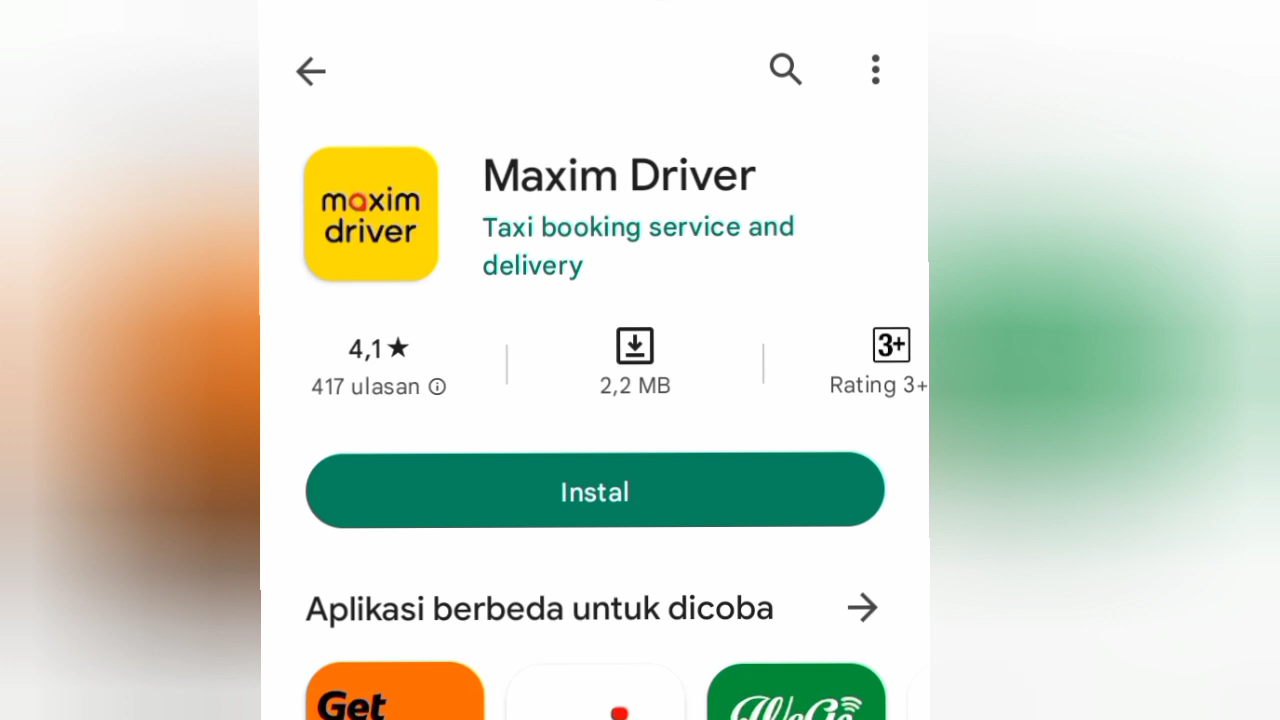 maxim
driver
Maxim Driver
Taxi booking service and
delivery
4,1★
417 ulasan
2,2 MB
3+
Rating 3+
Instal
Aplikasi berbeda untuk dicoba
Get